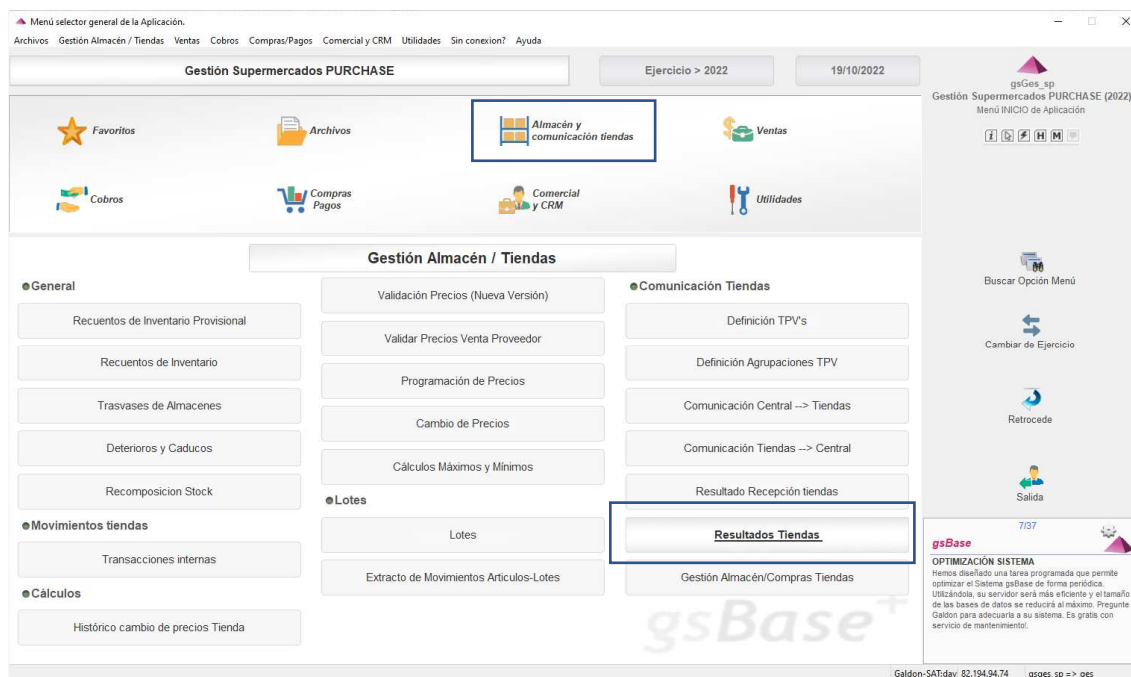 Menú selector general de la Aplicación.
Archivos Gestión Almacén / Tiendas Ventas Cobros Compras/Pagos Comercial y CRM Utilidades Sin conexion? Ayuda
Gestión Supermercados PURCHASE
Ejercicio > 2022
19/10/2022
gsGes_sp
Gestión Supermercados PURCHASE (2022)
Menú INICIO de Aplicación
i
H M
Favoritos
Archivos
Almacén y
comunicación tiendas
Ventas
Cobros
Compras
Pagos
Comercial
y CRM
Utilidades
Gestión Almacén / Tiendas
General
Recuentos de Inventario Provisional
Recuentos de Inventario
Trasvases de Almacenes
Deterioros y Caducos
Recomposicion Stock
Movimientos tiendas
Transacciones internas
Cálculos
Histórico cambio de precios Tienda
Validación Precios (Nueva Versión)
Validar Precios Venta Proveedor
Programación de Precios
Cambio de Precios
Cálculos Máximos y Mínimos
Lotes
Lotes
Extracto de Movimientos Articulos-Lotes
Comunicación Tiendas
Definición TPV's
Definición Agrupaciones TPV
Comunicación Central --> Tiendas
Comunicación Tiendas --> Central
Resultado Recepción tiendas
Resultados Tiendas
Gestión Almacén/Compras Tiendas
gsBase+
Buscar Opción Menú
Cambiar de Ejercicio
Retrocede
Salida
7/37
gsBase
OPTIMIZACIÓN SISTEMA
Hemos diseñado una tarea programada que permite
optimizar el Sistema gsBase de forma periódica.
Utilizándola, su servidor será más eficiente y el tamaño
de las bases de datos se reducirá al máximo. Pregunte
Galdon para adecuarla a su sistema. Es gratis con
servicio de mantenimiento!.
Galdon-SAT:dav 82.194.94.74 gsges_sp => ges